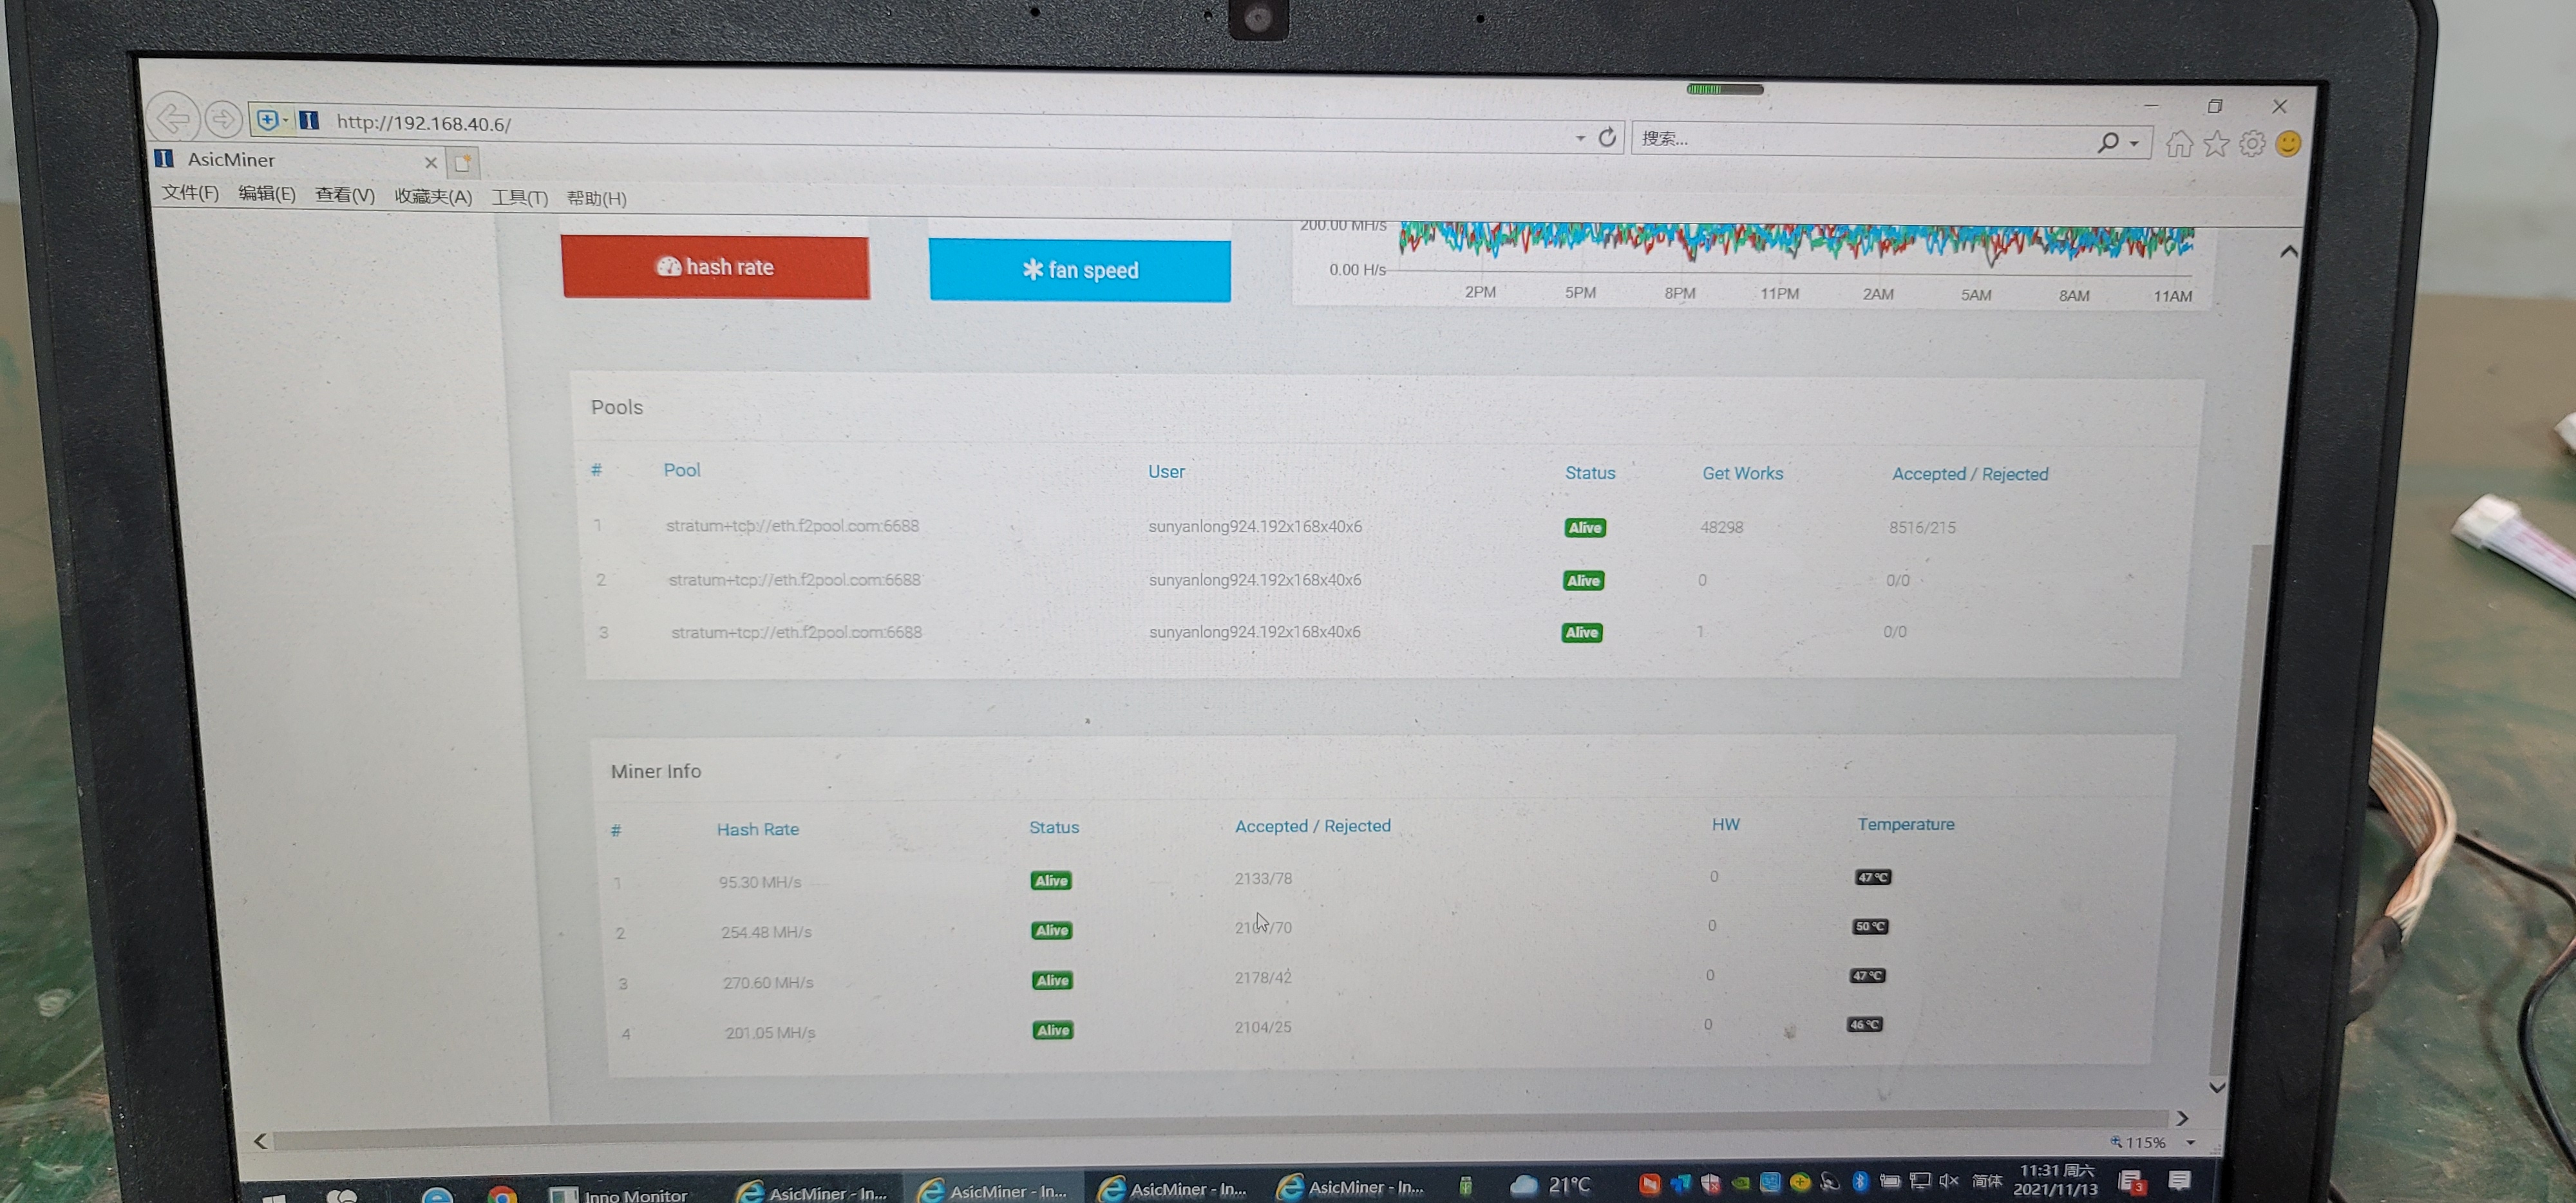 http://192.168.40.6/
搜索...
AsicMiner
文件(F) 编辑(E) 查看(V) 收藏夹(A) 工具(T) 帮助(H)
200.00 MH/s
hash rate
fan speed
0.00 H/s
2PM 5PM 8PM 11PM 2AM 5AM 8AM 11AM
Pools
# Pool User Status Get Works Accepted / Rejected
1 stratum+tcp://eth.f2pool.com:6688 sunyanlong924.192x168x40x6 Alive 48298 8516/215
2 stratum+tcp://eth.f2pool.com:6688 sunyanlong924.192x168x40x6 Alive 0 0/0
3 stratum+tcp://eth.f2pool.com:6688 sunyanlong924.192x168x40x6 Alive 1 0/0
Miner Info
# Hash Rate Status Accepted / Rejected HW Temperature
1 95.30 MH/s Alive 2133/78 0 47 °C
2 254.48 MH/s Alive 0 50 °C
3 270.60 MH/s Alive 2178/42 0 47 °C
4 201.05 MH/s Alive 2104/25 0 46 °C
115%
Inno Monitor AsicMiner - In... AsicMiner - In... AsicMiner - In... AsicMiner - In... 21°C 简体 11:31 周六
2021/11/13 3